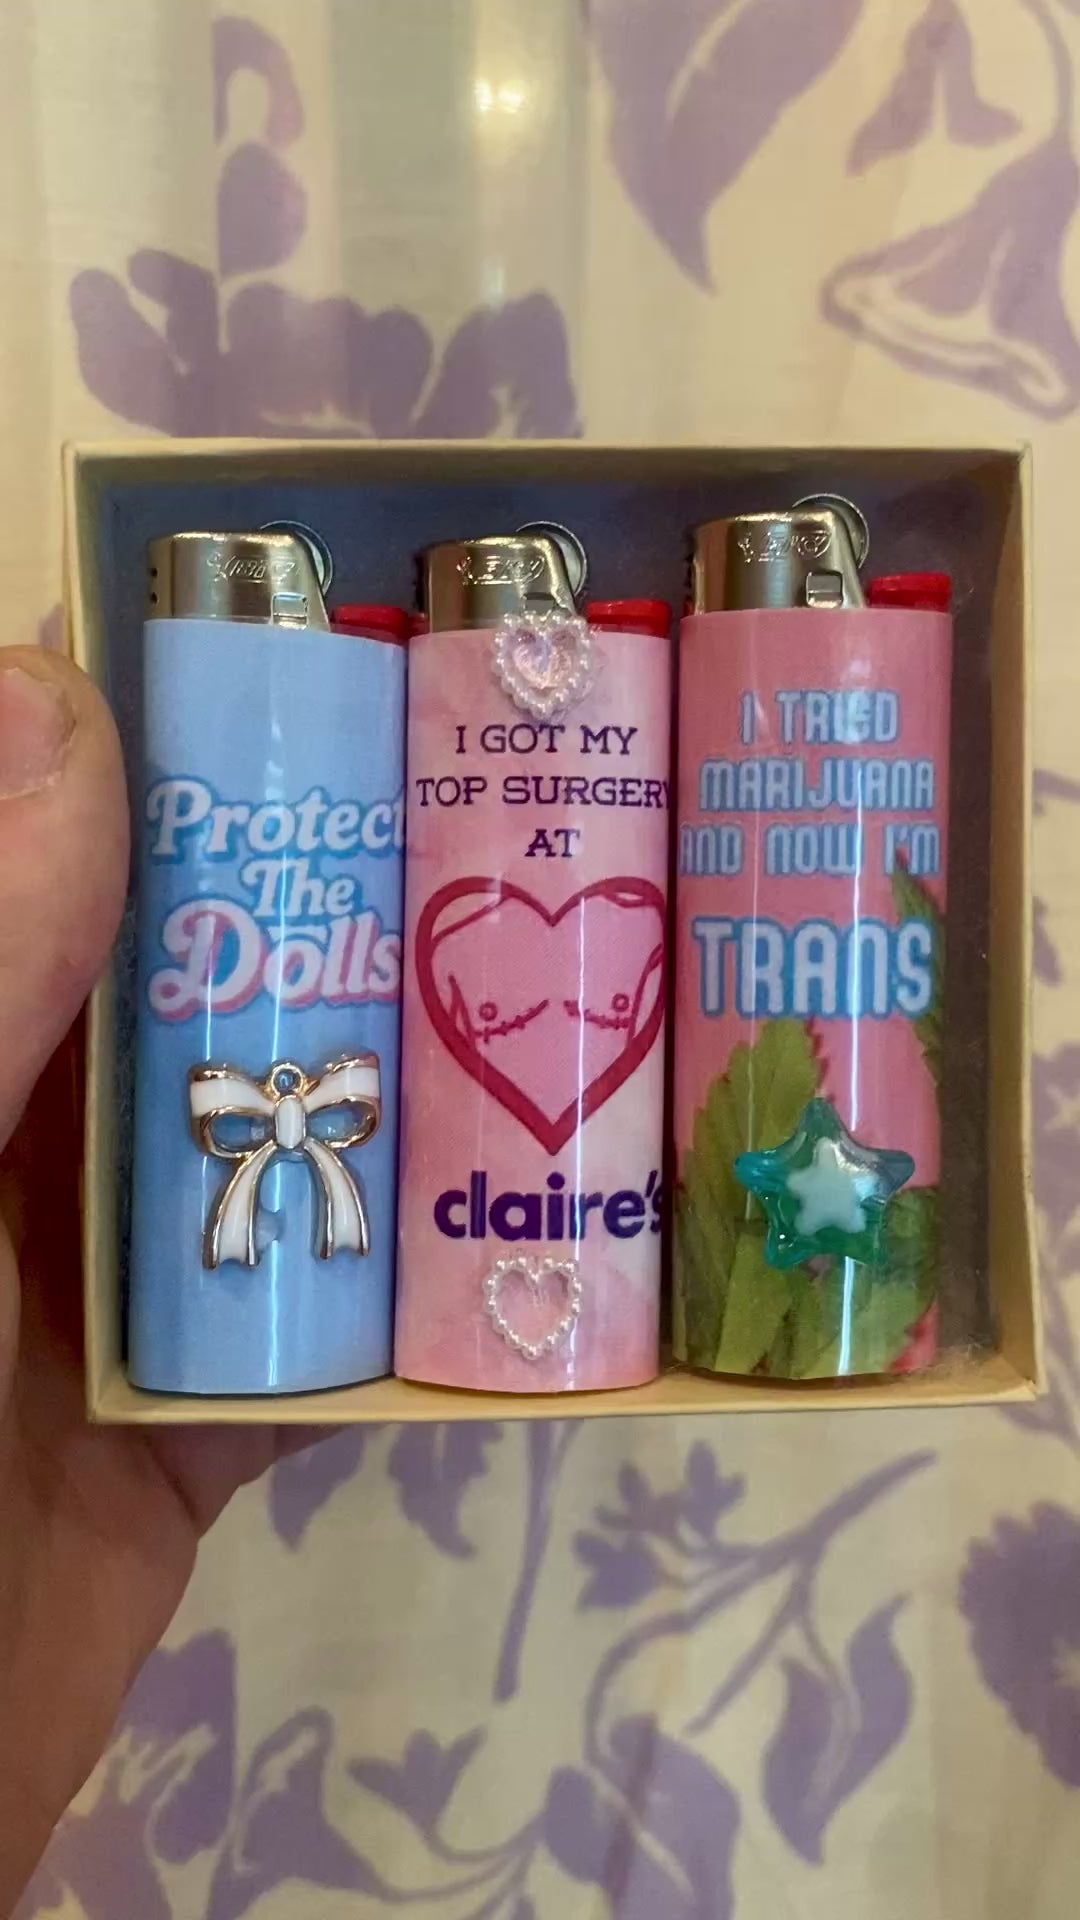 Protect
The
Dolls
I GOT MY
TOP SURGERY
AT
claire's
I TRIED
MARIJUANA
AND NOW I'M
TRANS